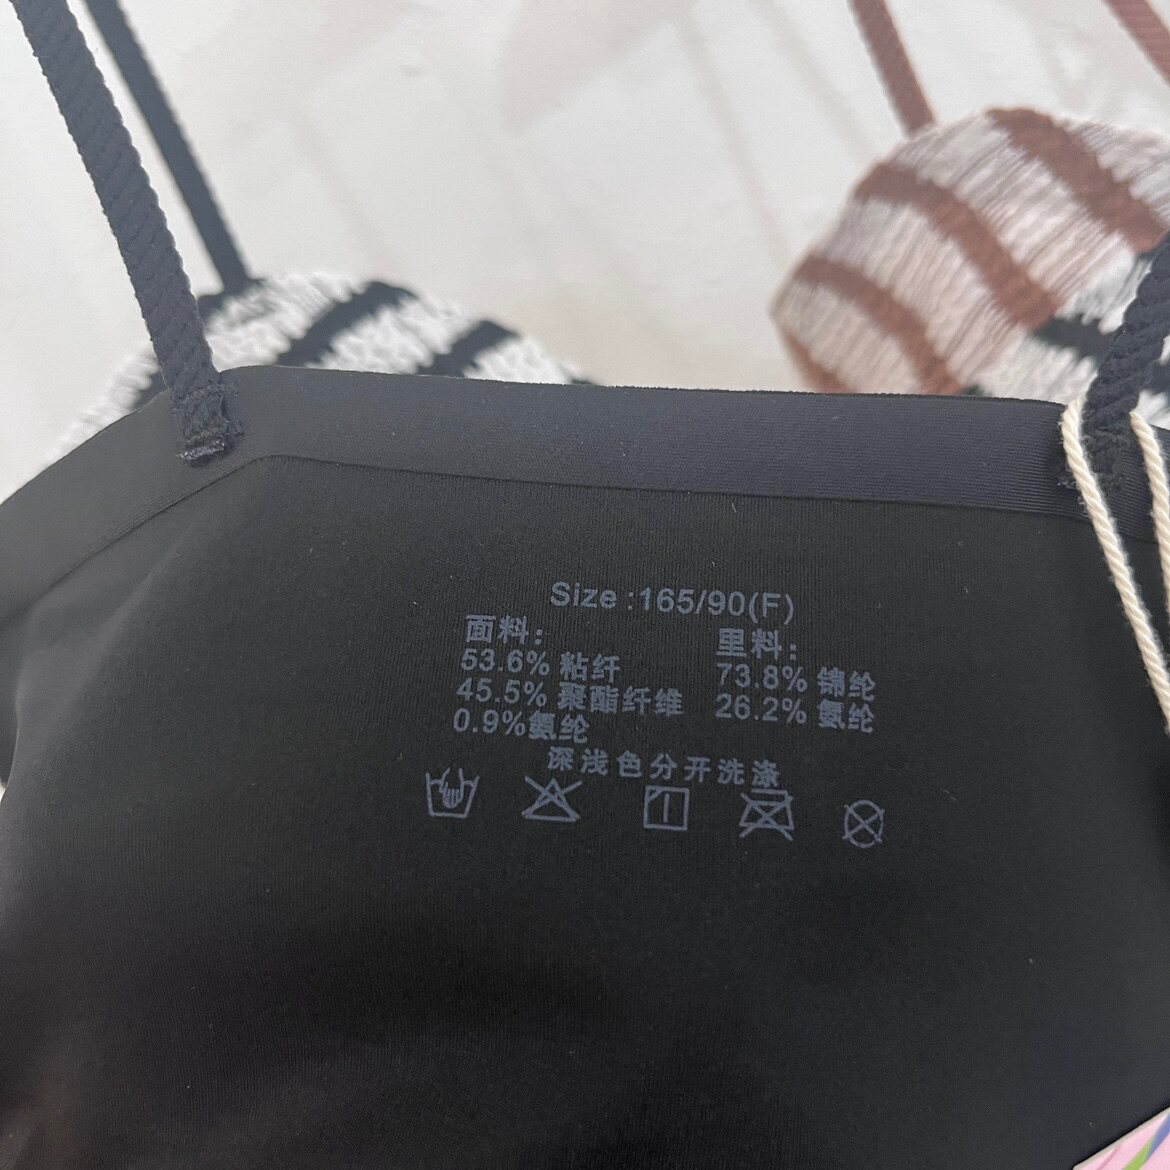 Size :165/90(F)
面料：
53.6% 粘纤
45.5% 聚酯纤维
0.9%氨纶
里料：
73.8% 锦纶
26.2% 氨纶
深浅色分开洗涤